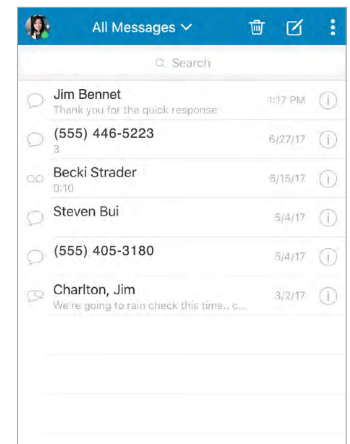 All Messages
Search
Jim Bennet
1:17 PM
Thank you for the quick response
(555) 446-5223
6/27/17
3
Becki Strader
6/15/17
0:10
Steven Bui
5/4/17
(555) 405-3180
5/4/17
Charlton, Jim
3/2/17
We're going to rain check this time.. c...